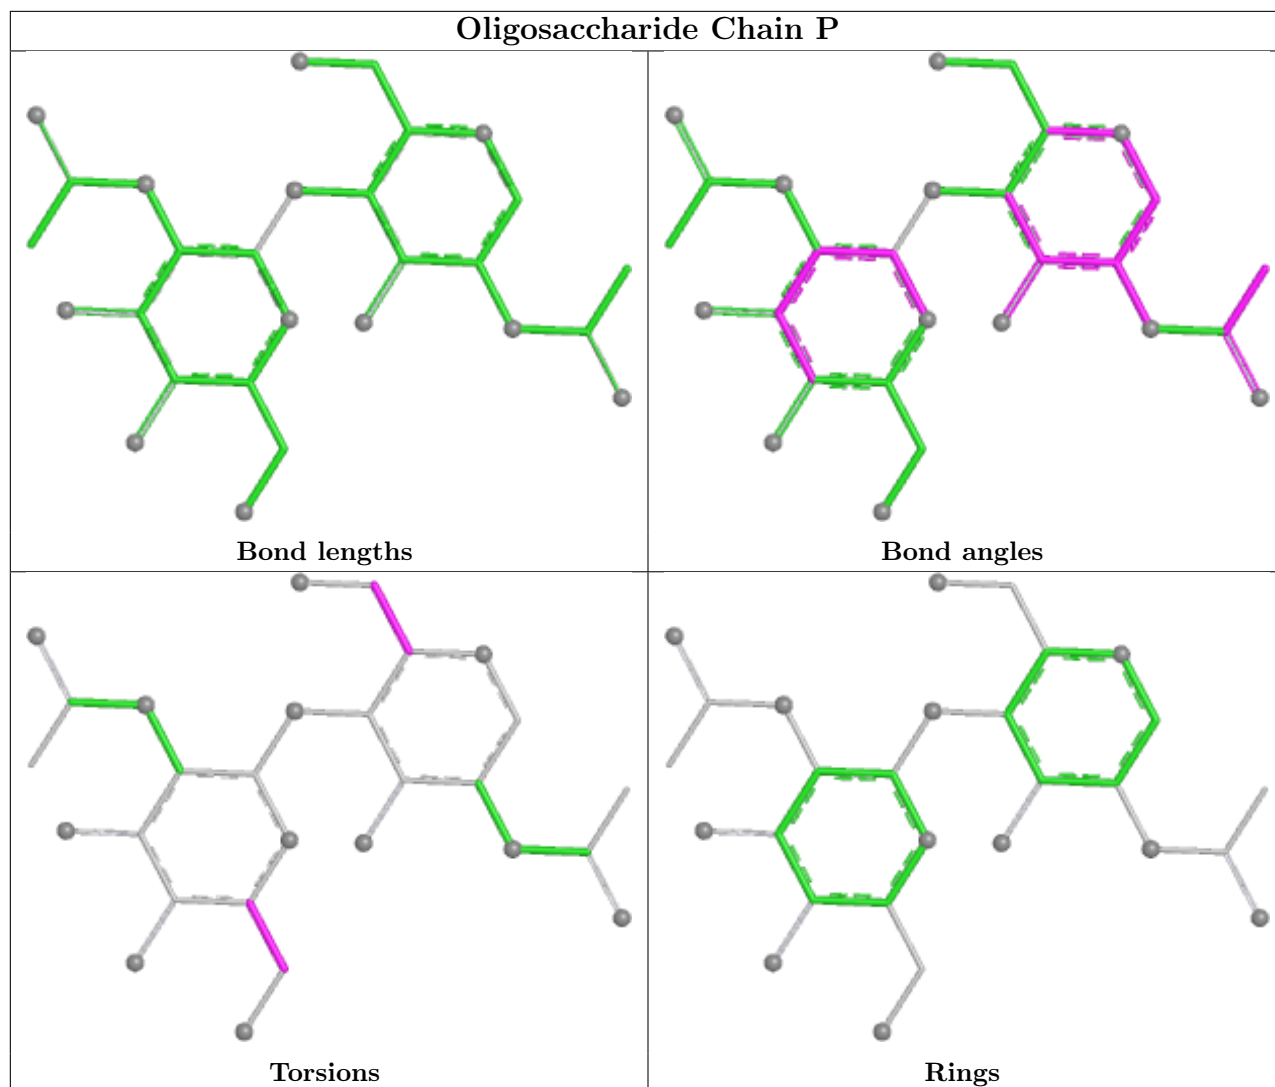 Oligosaccharide Chain P
Bond lengths
Bond angles
Torsions
Rings